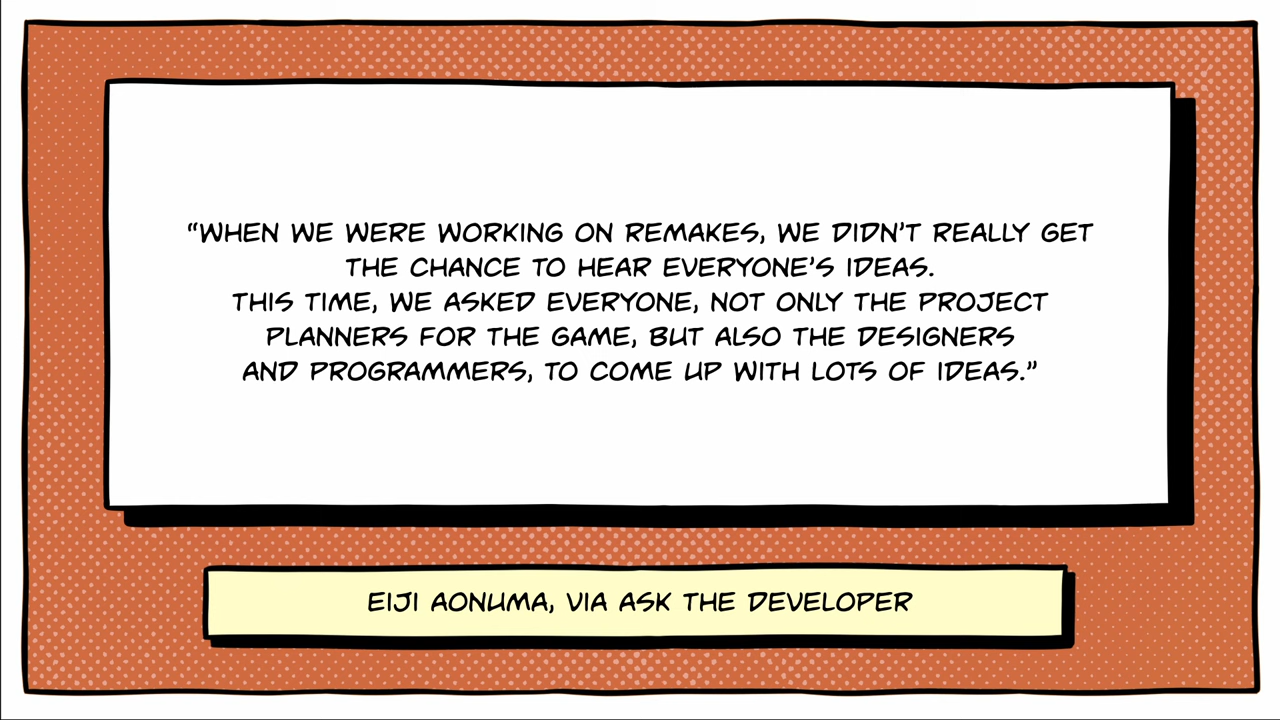 “WHEN WE WERE WORKING ON REMAKES, WE DIDN’T REALLY GET
THE CHANCE TO HEAR EVERYONE’S IDEAS.
THIS TIME, WE ASKED EVERYONE, NOT ONLY THE PROJECT
PLANNERS FOR THE GAME, BUT ALSO THE DESIGNERS
AND PROGRAMMERS, TO COME UP WITH LOTS OF IDEAS.”
EIJI AONUMA, VIA ASK THE DEVELOPER